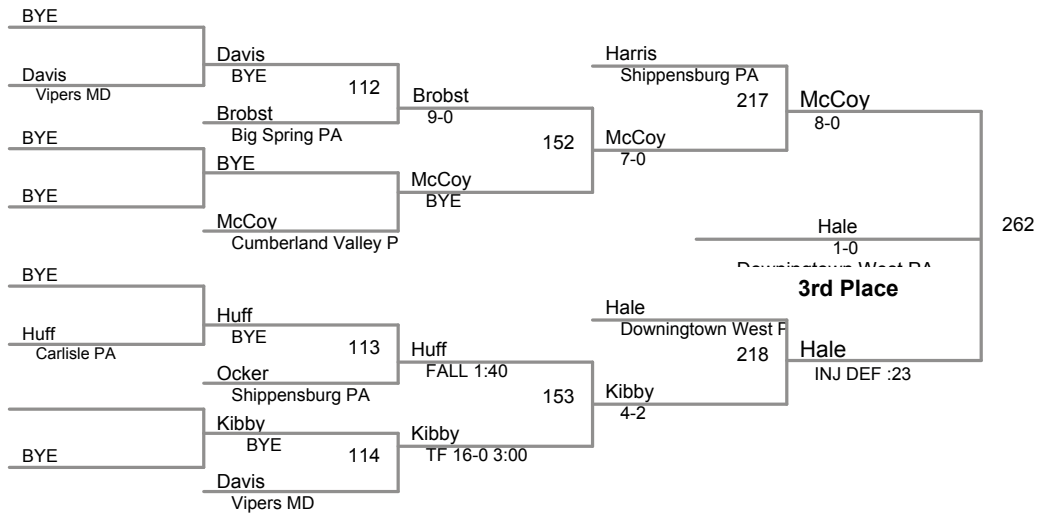 BYE
Davis
Vipers MD
BYE
BYE
BYE
Huff
Carlisle PA
BYE
Davis
BYE
112
Brobst
Big Spring PA
BYE
McCoy
Cumberland Valley P
Huff
BYE
113
Ocker
Shippensburg PA
Kibby
BYE
114
Davis
Vipers MD
Brobst
9-0
152
McCoy
BYE
Huff
FALL 1:40
153
Kibby
TF 16-0 3:00
Harris
Shippensburg PA
217
McCoy
7-0
Hale
Downingtown West P
218
Kibby
4-2
McCoy
8-0
Hale
1-0
Downingtown West PA
3rd Place
Hale
INJ DEF :23
262